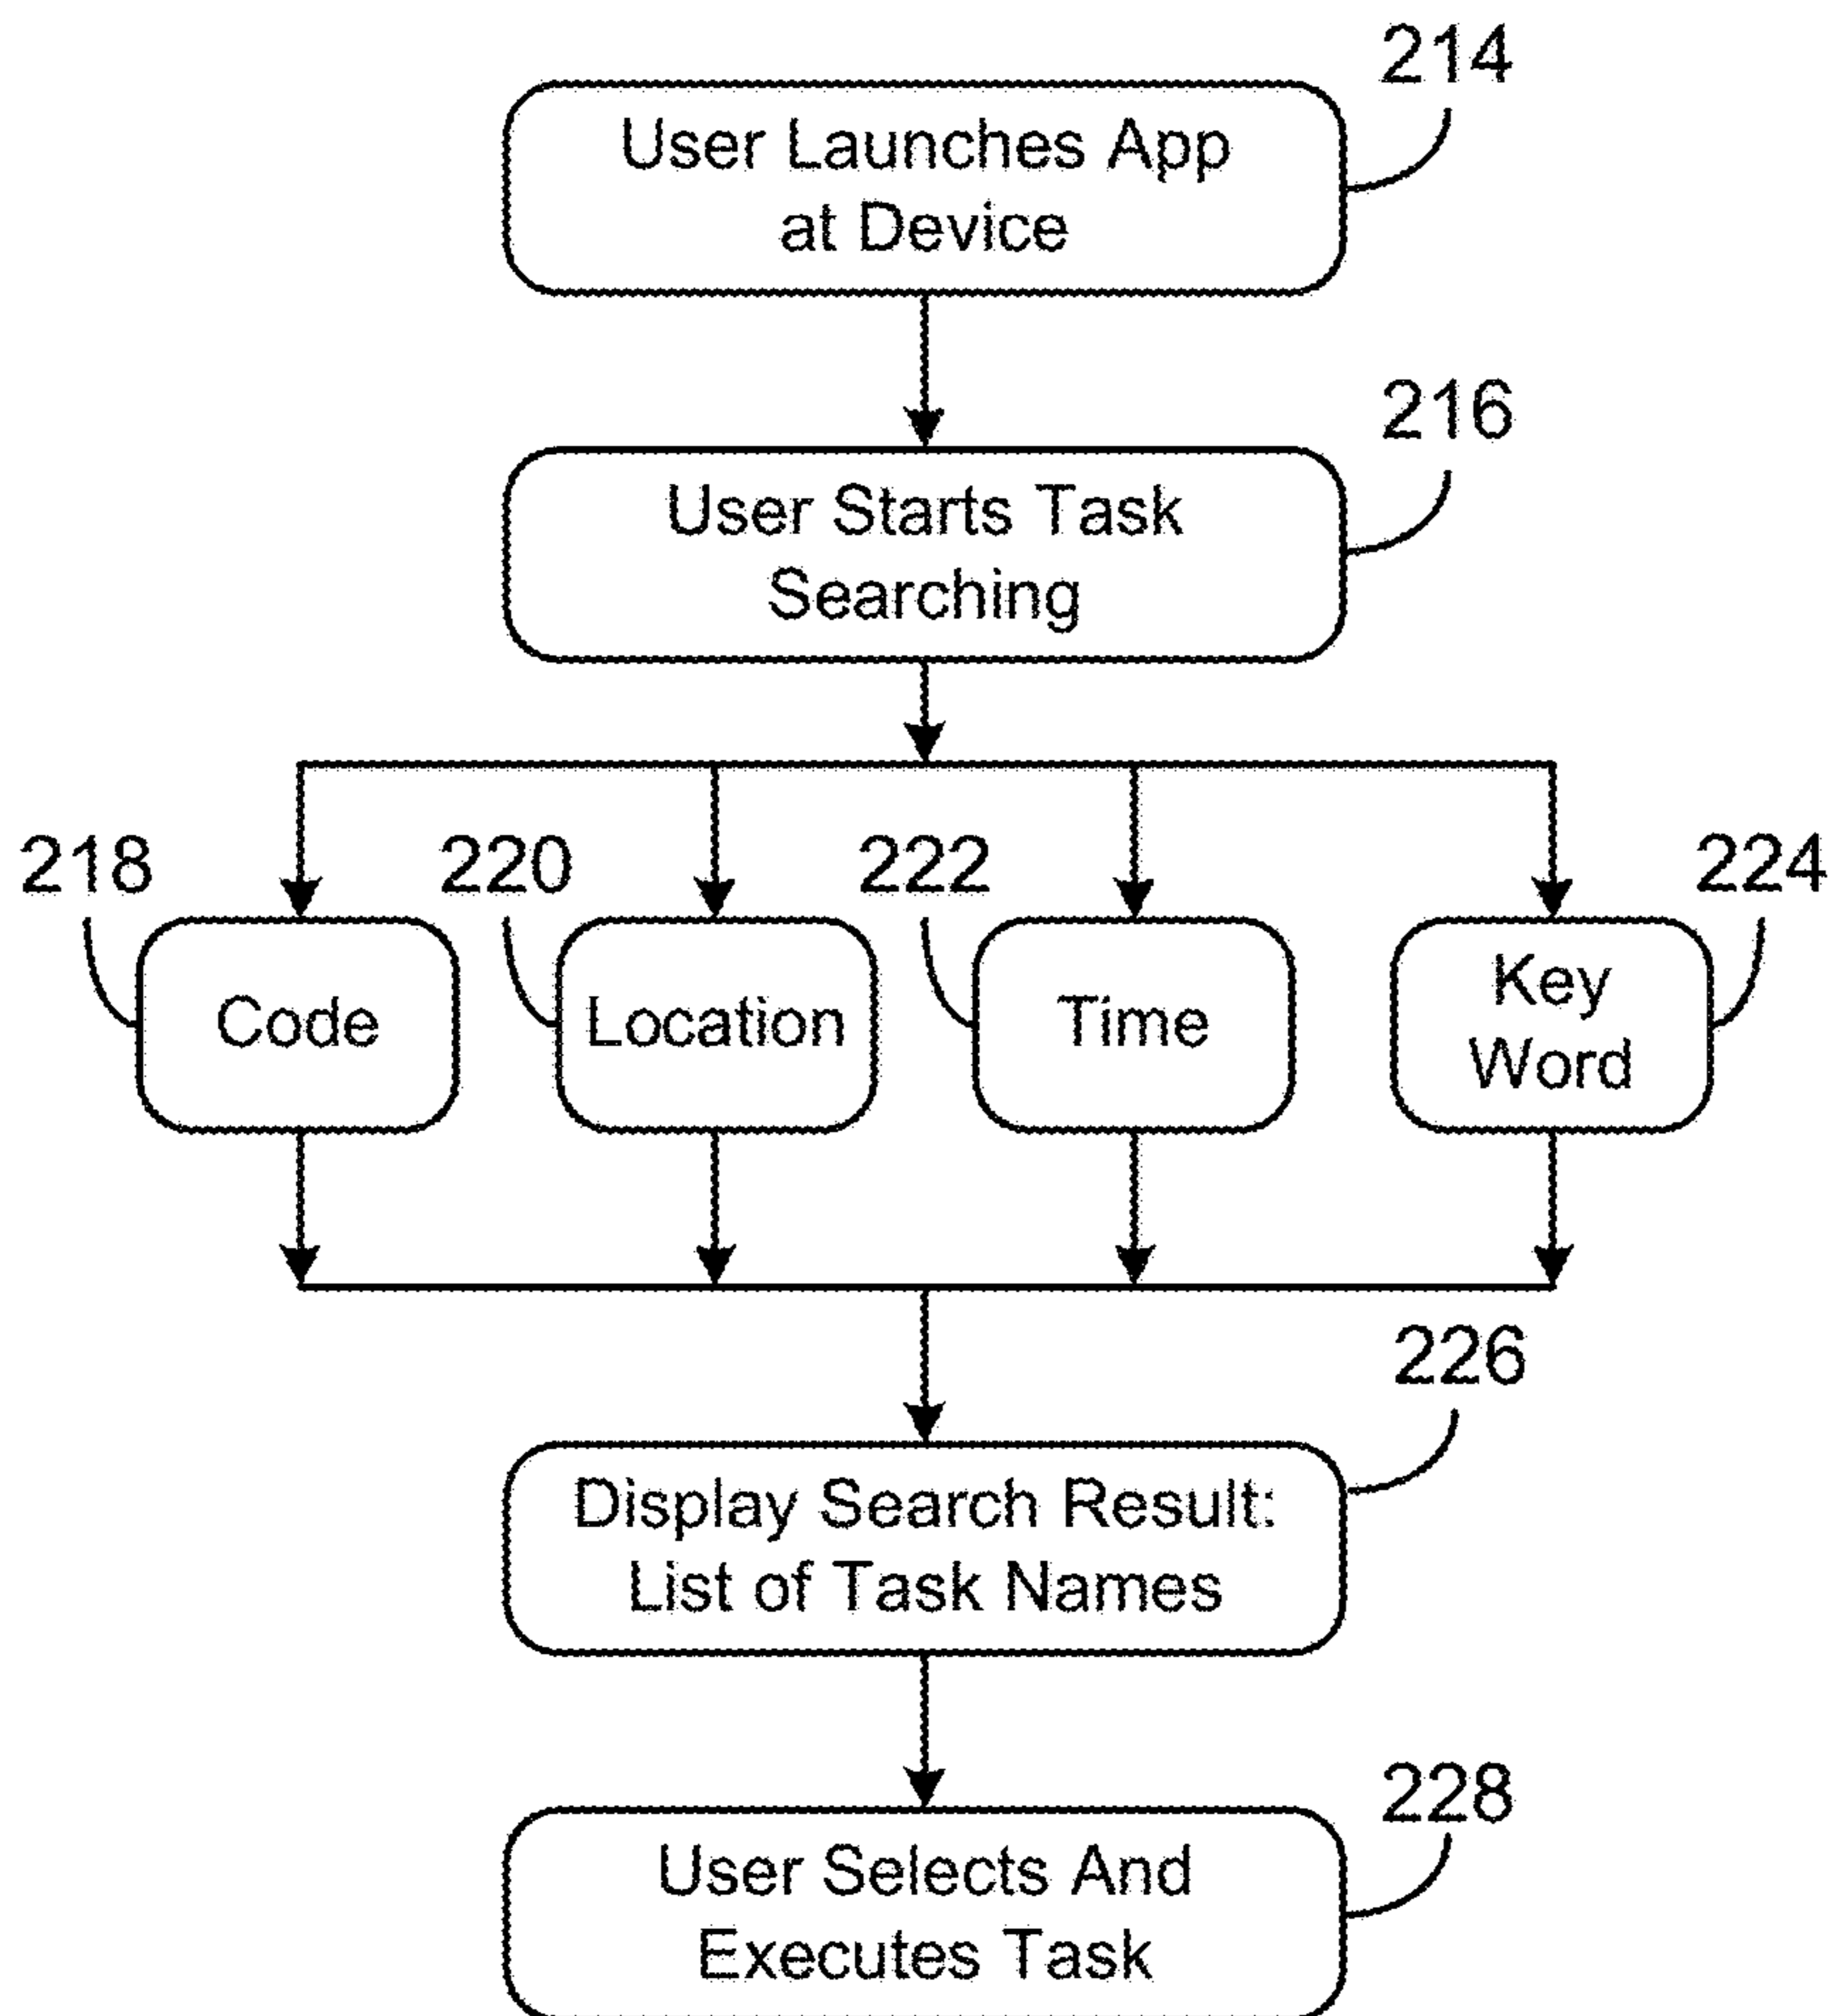 214
User Launches App
at Device
216
User Starts Task
Searching
218
220
222
224
Code
Location
Time
Key
Word
226
Display Search Result:
List of Task Names
228
User Selects And
Executes Task